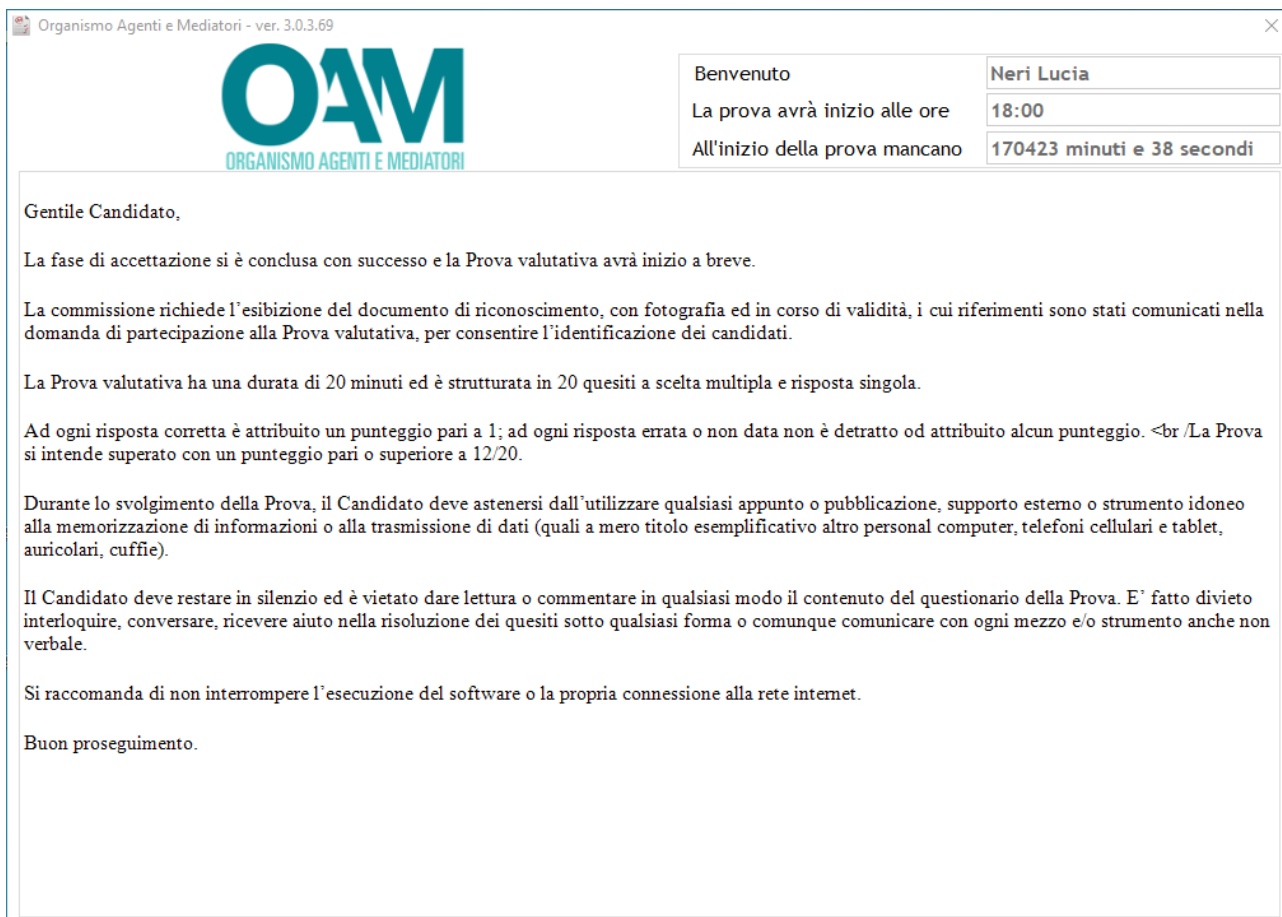 Organismo Agenti e Mediatori - ver. 3.0.3.69
OAM
ORGANISMO AGENTI E MEDIATORI
Benvenuto
Neri Lucia
La prova avrà inizio alle ore
18:00
All'inizio della prova mancano
170423 minuti e 38 secondi
Gentile Candidato,
La fase di accettazione si è conclusa con successo e la Prova valutativa avrà inizio a breve.
La commissione richiede l’esibizione del documento di riconoscimento, con fotografia ed in corso di validità, i cui riferimenti sono stati comunicati nella
domanda di partecipazione alla Prova valutativa, per consentire l’identificazione dei candidati.
La Prova valutativa ha una durata di 20 minuti ed è strutturata in 20 quesiti a scelta multipla e risposta singola.
Ad ogni risposta corretta è attribuito un punteggio pari a 1; ad ogni risposta errata o non data non è detratto od attribuito alcun punteggio. <br /La Prova
si intende superato con un punteggio pari o superiore a 12/20.
Durante lo svolgimento della Prova, il Candidato deve astenersi dall’utilizzare qualsiasi appunto o pubblicazione, supporto esterno o strumento idoneo
alla memorizzazione di informazioni o alla trasmissione di dati (quali a mero titolo esemplificativo altro personal computer, telefoni cellulari e tablet,
auricolari, cuffie).
Il Candidato deve restare in silenzio ed è vietato dare lettura o commentare in qualsiasi modo il contenuto del questionario della Prova. E’ fatto divieto
interloquire, conversare, ricevere aiuto nella risoluzione dei quesiti sotto qualsiasi forma o comunque comunicare con ogni mezzo e/o strumento anche non
verbale.
Si raccomanda di non interrompere l’esecuzione del software o la propria connessione alla rete internet.
Buon proseguimento.